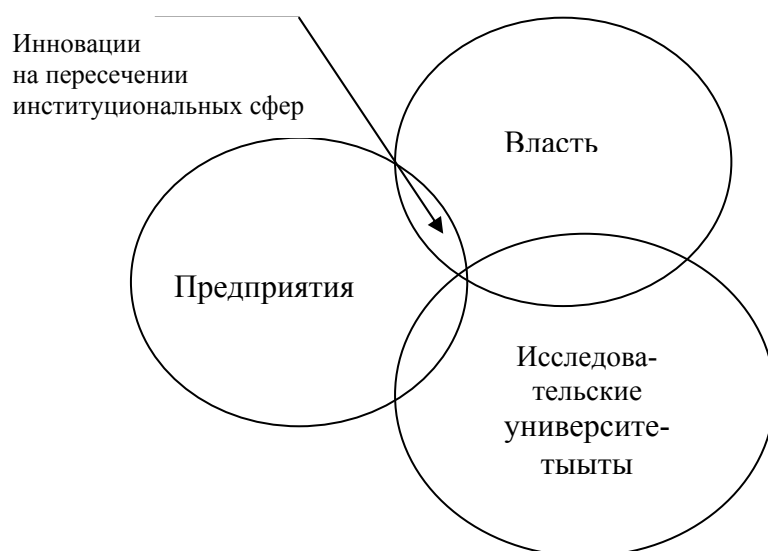 Инновации
на пересечении
институциональных сфер
Власть
Предприятия
Исследова-
тельские
университе-
тыыты